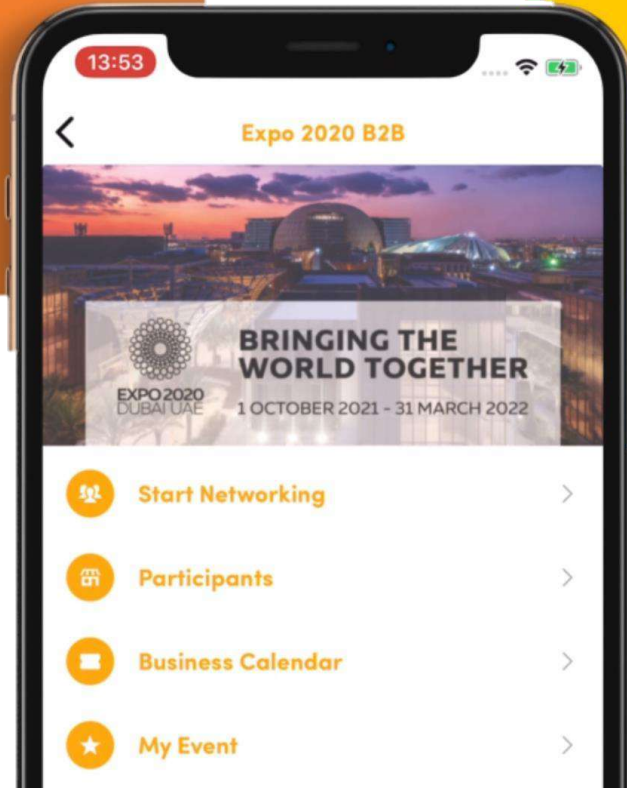 13:53
Expo 2020 B2B
BRINGING THE
WORLD TOGETHER
EXPO 2020
DUBAI UAE
1 OCTOBER 2021 - 31 MARCH 2022
Start Networking
Participants
Business Calendar
My Event